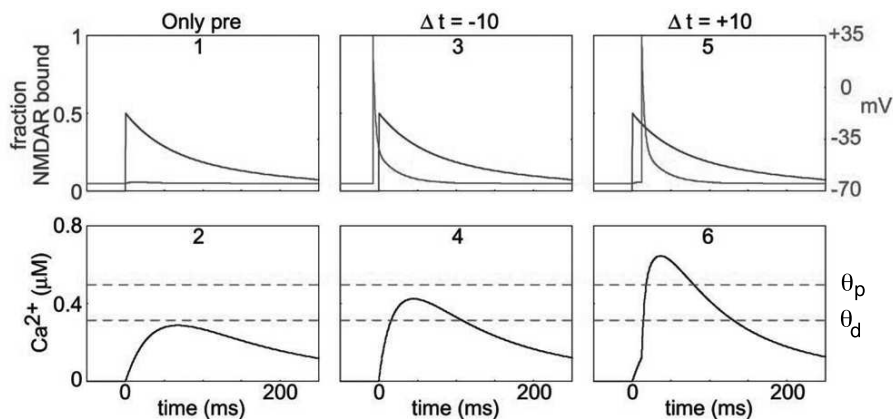 Only pre
Δ t = -10
Δ t = +10
1
3
5
fraction
NMDAR bound
1
0.5
0
+35
0
mV
-35
-70
2
4
6
Ca2+ (μM)
0.8
0.4
0
θp
θd
0 200
0 200
0 200
time (ms)
time (ms)
time (ms)